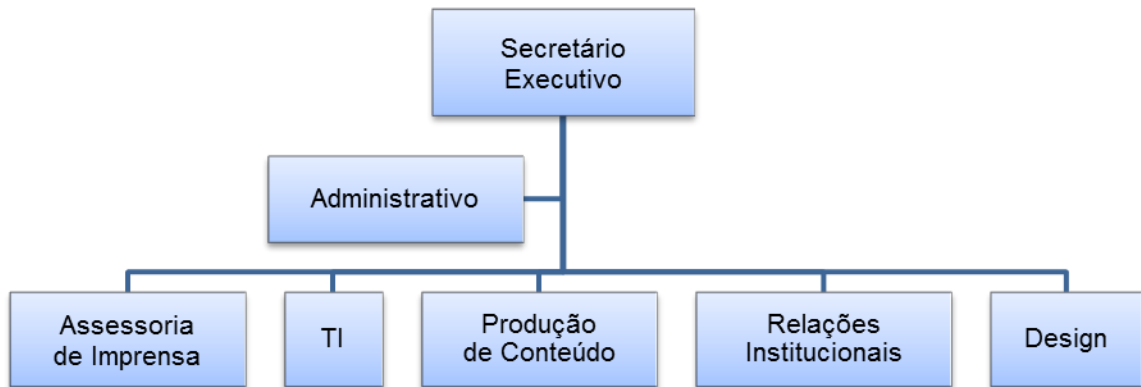 Secretário
Executivo
Administrativo
Assessoria
de Imprensa
TI
Produção
de Conteúdo
Relações
Institucionais
Design